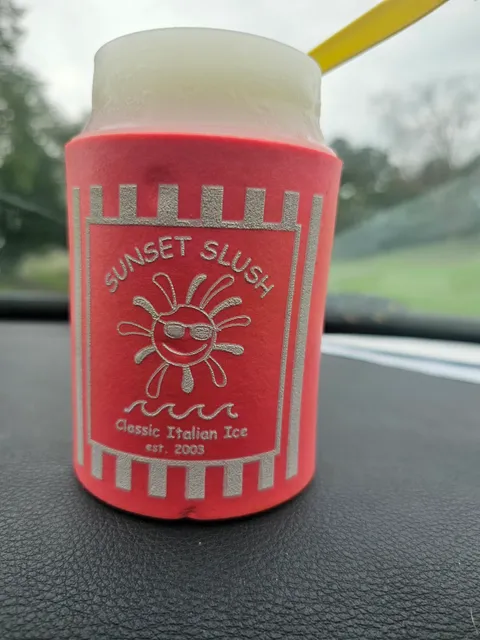 SUNSET SLUSH
Classic Italian Ice
est. 2003